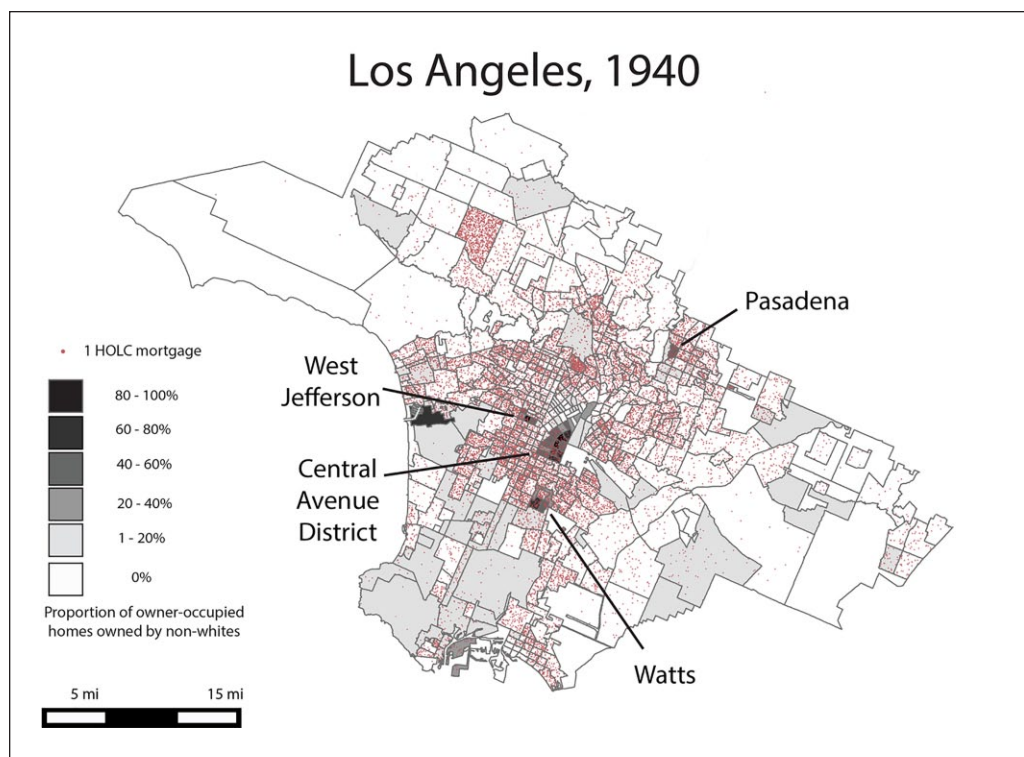 Los Angeles, 1940
Pasadena
West
Jefferson
Central
Avenue
District
Watts
1 HOLC mortgage
80 - 100%
60 - 80%
40 - 60%
20 - 40%
1 - 20%
0%
Proportion of owner-occupied
homes owned by non-whites
5 mi 15 mi